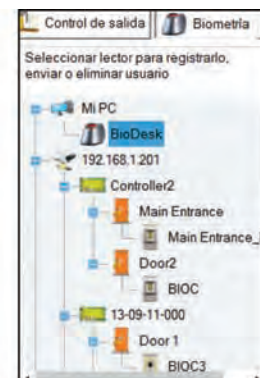 Control de salida Biometría
Seleccionar lector para registrarlo,
enviar o eliminar usuario
Mi PC
BioDesk
192.168.1.201
Controller2
Main Entrance
Main Entrance_
Door2
BIOC
13-09-11-000
Door 1
BIOC3